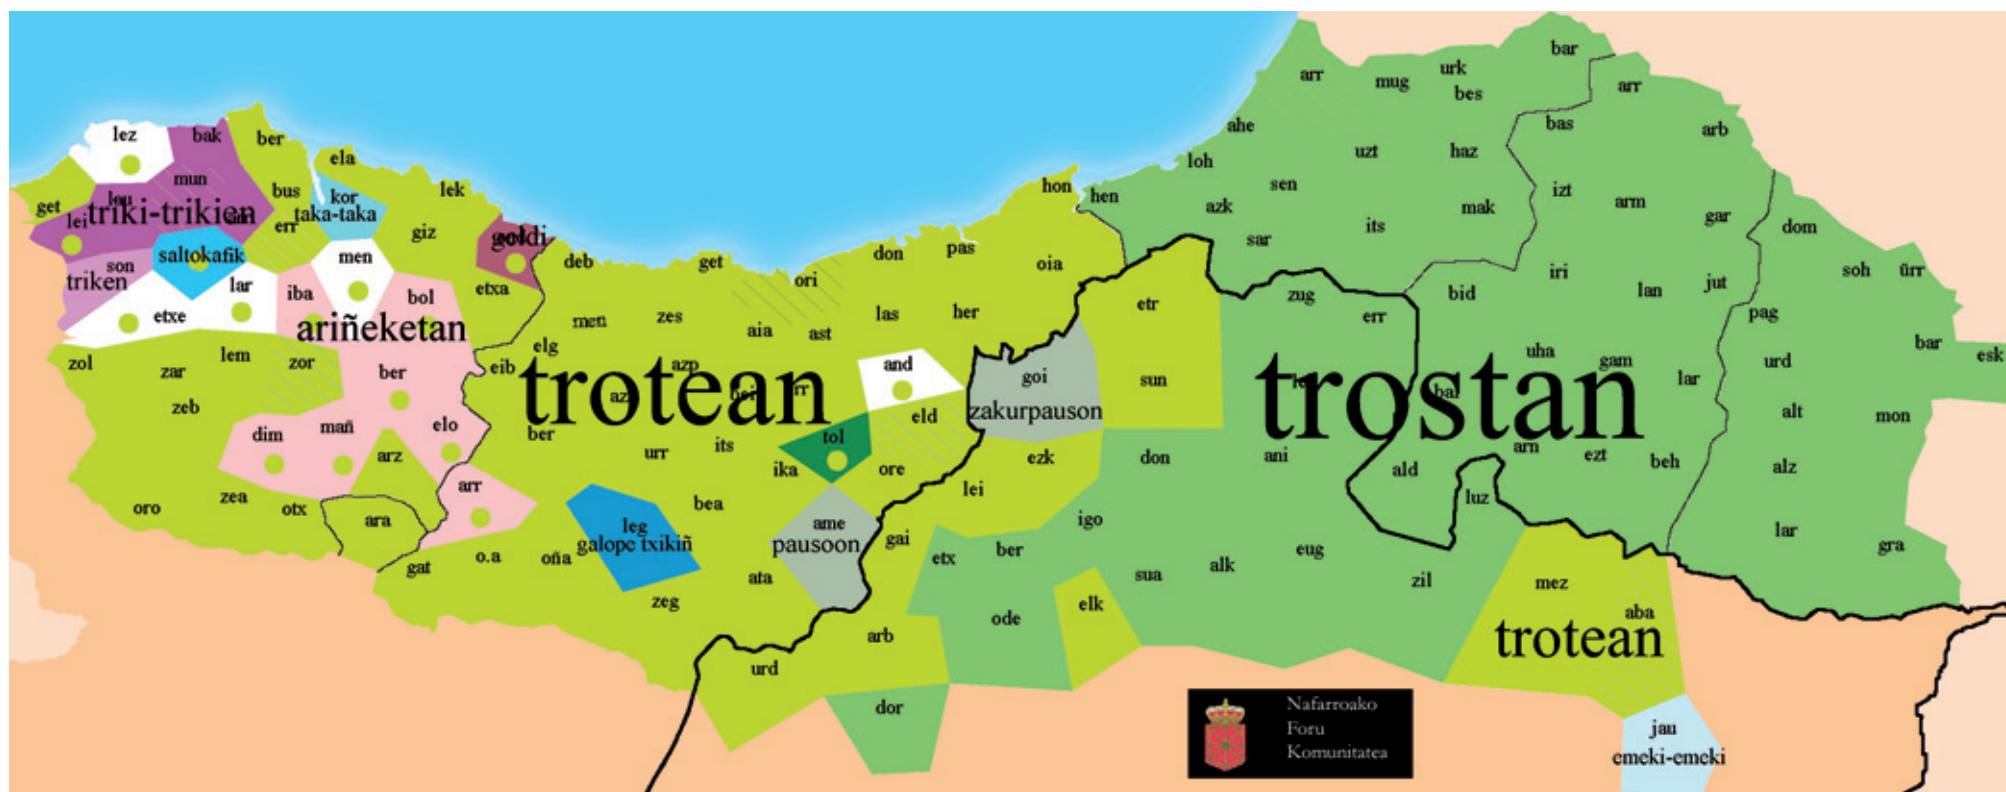 lez
bak
ber
ela
get
mun
bus
kor
lek
lei
triki-trikien
err
taka-taka
giz
goldi
son
triken
saltokafik
men
etxa
etxe
lar
iba
bol
ariñeketan
zol
zar
lem
zor
ber
zeb
dim
mañ
elo
arz
arr
oro
zea
otx
ara
gat
o.a
oña
deb
get
ori
don
pas
hon
oia
men
zes
aia
ast
las
her
elg
eib
trotean
and
ber
urr
its
ika
tol
eld
ore
bea
leg
galope txikiñ
ame
pausoon
gai
ata
zeg
goi
zakurpauson
etr
sun
ezk
lei
don
ani
igo
etx
ber
sua
alk
eug
zil
ode
elk
arb
urd
dor
hen
loh
ahe
arr
mug
urk
bes
bar
arr
arb
bas
uzt
haz
sen
azk
sar
its
mak
izt
arm
gar
dom
soh
ürr
zug
err
bid
iri
lan
jut
pag
bar
esk
uha
gam
lar
urd
trostan
bal
alt
mon
ald
arn
ezt
beh
alz
luz
lar
gra
mez
aba
trotean
jau
emeki-emeki
Nafarroako
Foru
Komunitatea